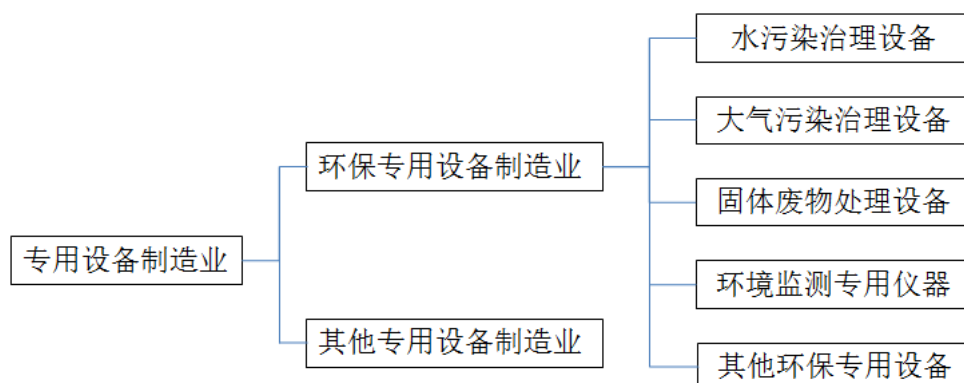 专用设备制造业
环保专用设备制造业
其他专用设备制造业
水污染治理设备
大气污染治理设备
固体废物处理设备
环境监测专用仪器
其他环保专用设备